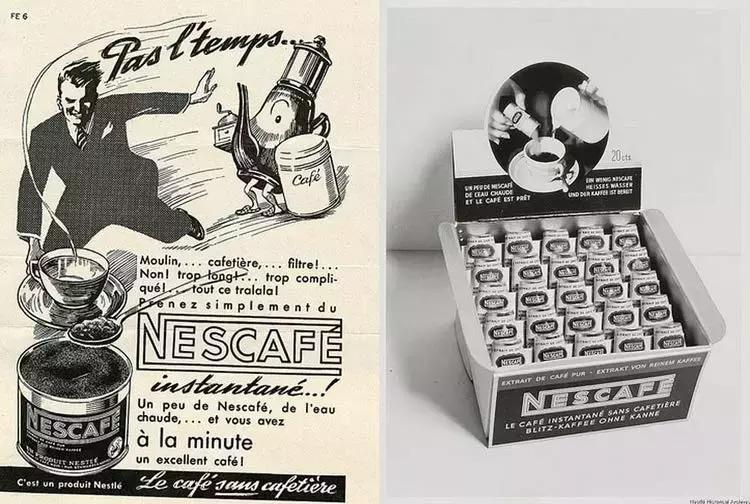 FE 6
Pas l'temps...
Café
Moulin,... cafetière,... filtre!...
Non! trop long!... trop compli-
qué!... tout ce tralala!
Prenez simplement du
NESCAFÉ
instantané...!
Un peu de Nescafé, de l'eau
chaude,... et vous avez
à la minute
un excellent café!
NESCAFÉ
UN PRODUIT NESTLÉ
C'est un produit Nestlé
Le café sans cafetière
20 cts.
UN PEU DE NESCAFÉ
DE L'EAU CHAUDE
ET LE CAFÉ EST PRÊT
EIN WENIG NESCAFÉ
HEISSES WASSER
UND DER KAFFEE IST BEREIT
NESCAFÉ
EXTRAIT DE CAFÉ PUR - EXTRAKT VON REINEM KAFFEE
NESCAFÉ
LE CAFÉ INSTANTANÉ SANS CAFETIÈRE
BLITZ-KAFFEE OHNE KANNE
Nestlé Historical Archives